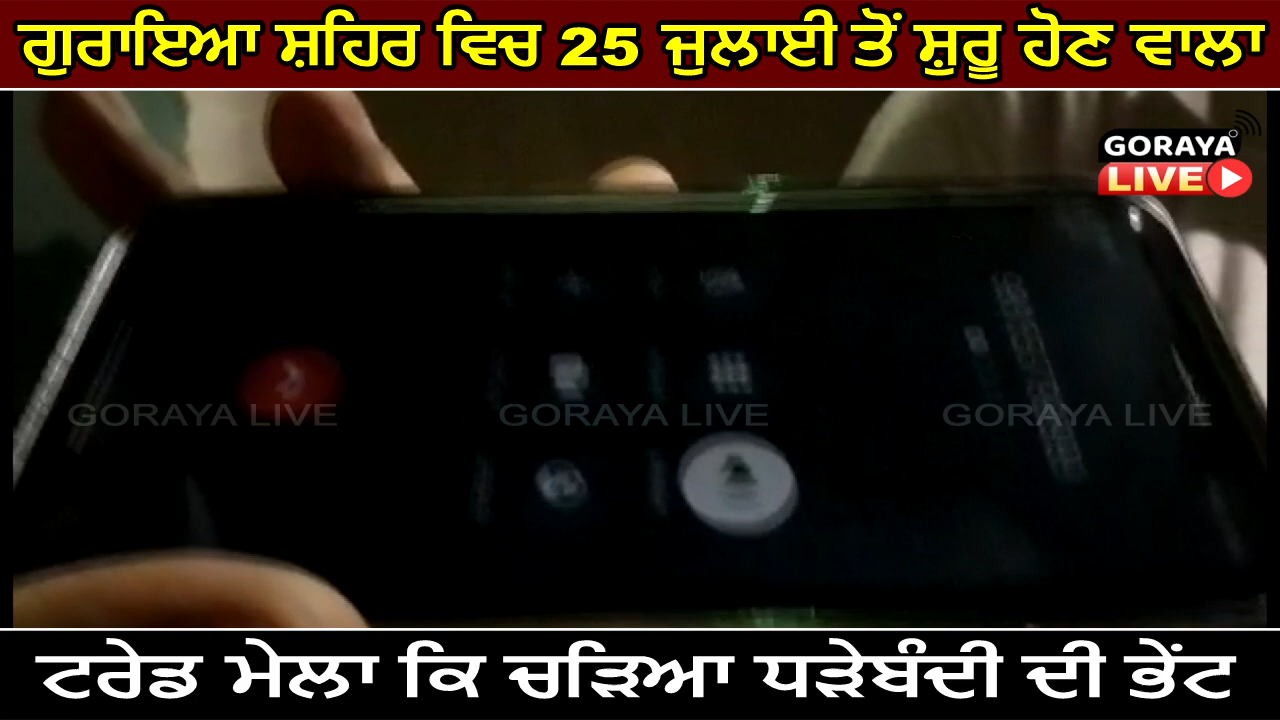 ਗੁਰਾਇਆ ਸ਼ਹਿਰ ਵਿਚ 25 ਜੁਲਾਈ ਤੋਂ ਸ਼ੁਰੂ ਹੋਣ ਵਾਲਾ
GORAYA
LIVE
GORAYA LIVE GORAYA LIVE GORAYA LIVE
ਟਰੇਡ ਮੇਲਾ ਕਿ ਚੜਿਆ ਧੜੇਬੰਦੀ ਦੀ ਭੇਂਟ